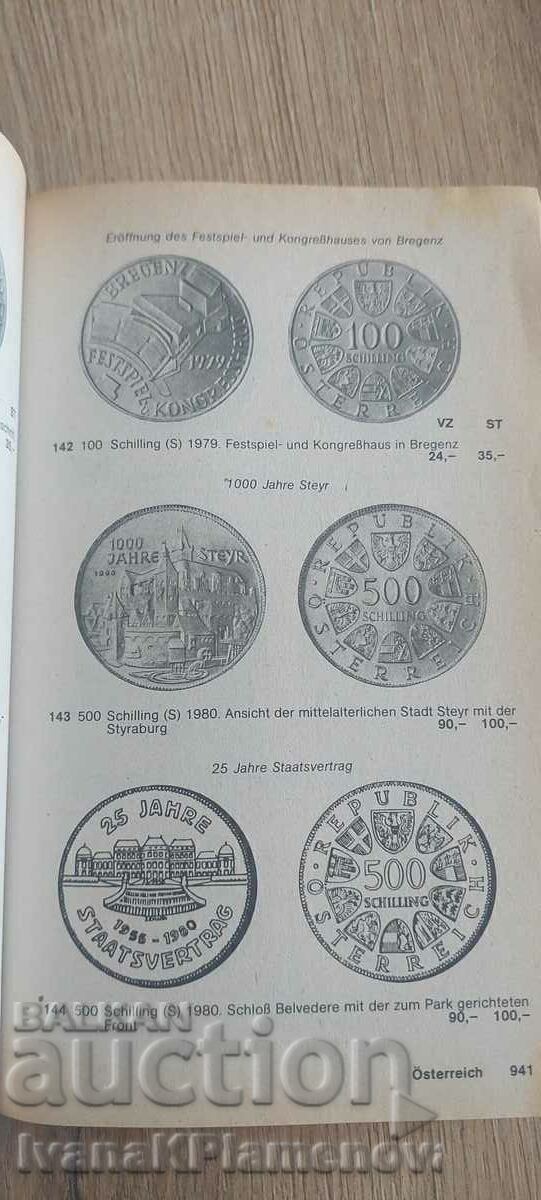 Eröffnung des Festspiel- und Kongreßhauses von Bregenz
BREGENZ
1979
FESTSPIEL- U.
KONGRESSHAUS
REPUBLIK
ÖSTERREICH
100
SCHILLING
VZ ST
142 100 Schilling (S) 1979. Festspiel- und Kongreßhaus in Bregenz
24,– 35,–
1000 Jahre Steyr
1000
JAHRE STEYR
1980
REPUBLIK
ÖSTERREICH
500
SCHILLING
143 500 Schilling (S) 1980. Ansicht der mittelalterlichen Stadt Steyr mit der
Styraburg 90,– 100,–
25 Jahre Staatsvertrag
25 JAHRE
1955 – 1980
STAATSVERTRAG
REPUBLIK
ÖSTERREICH
500
SCHILLING
144 500 Schilling (S) 1980. Schloß Belvedere mit der zum Park gerichteten
Front 90,– 100,–
Österreich 941
ST
35,–
BALKAN
auction
IvanaKPlamenova